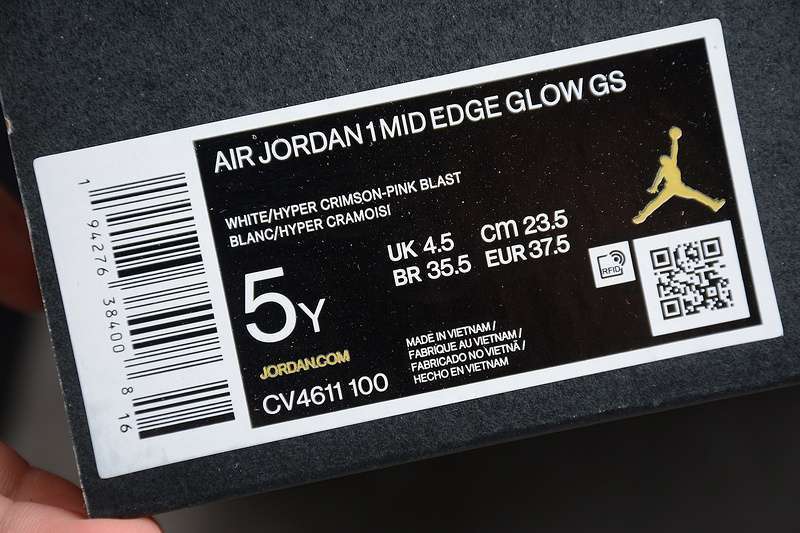 AIR JORDAN 1 MID EDGE GLOW GS
WHITE/HYPER CRIMSON-PINK BLAST
BLANC/HYPER CRAMOISI
5Y
UK 4.5 cm 23.5
BR 35.5 EUR 37.5
RFID
JORDAN.COM
CV4611 100
MADE IN VIETNAM /
FABRIQUE AU VIETNAM /
FABRICADO NO VIETNÃ /
HECHO EN VIETNAM
1 94276 38400 8 16